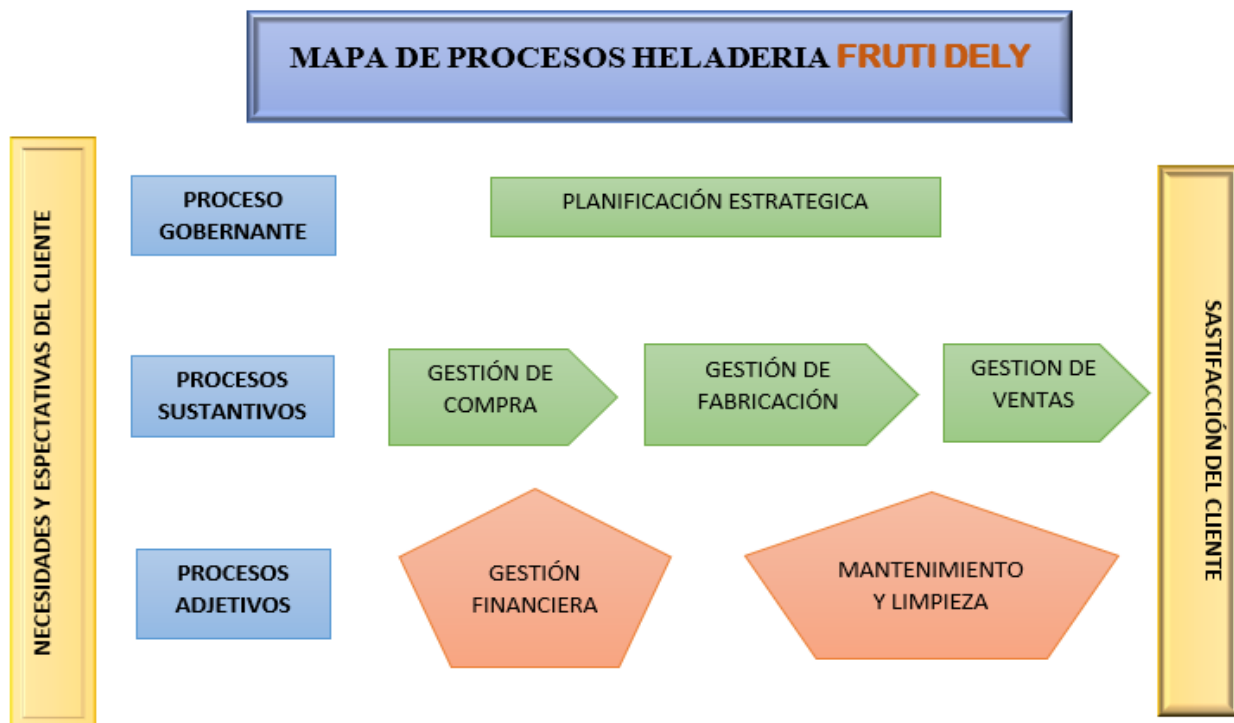 MAPA DE PROCESOS HELADERIA FRUTI DELY
NECESIDADES Y ESPECTATIVAS DEL CLIENTE
PROCESO
GOBERNANTE
PLANIFICACIÓN ESTRATEGICA
PROCESOS
SUSTANTIVOS
GESTIÓN DE
COMPRA
GESTIÓN DE
FABRICACIÓN
GESTION DE
VENTAS
PROCESOS
ADJETIVOS
GESTIÓN
FINANCIERA
MANTENIMIENTO
Y LIMPIEZA
SASTIFACCIÓN DEL CLIENTE